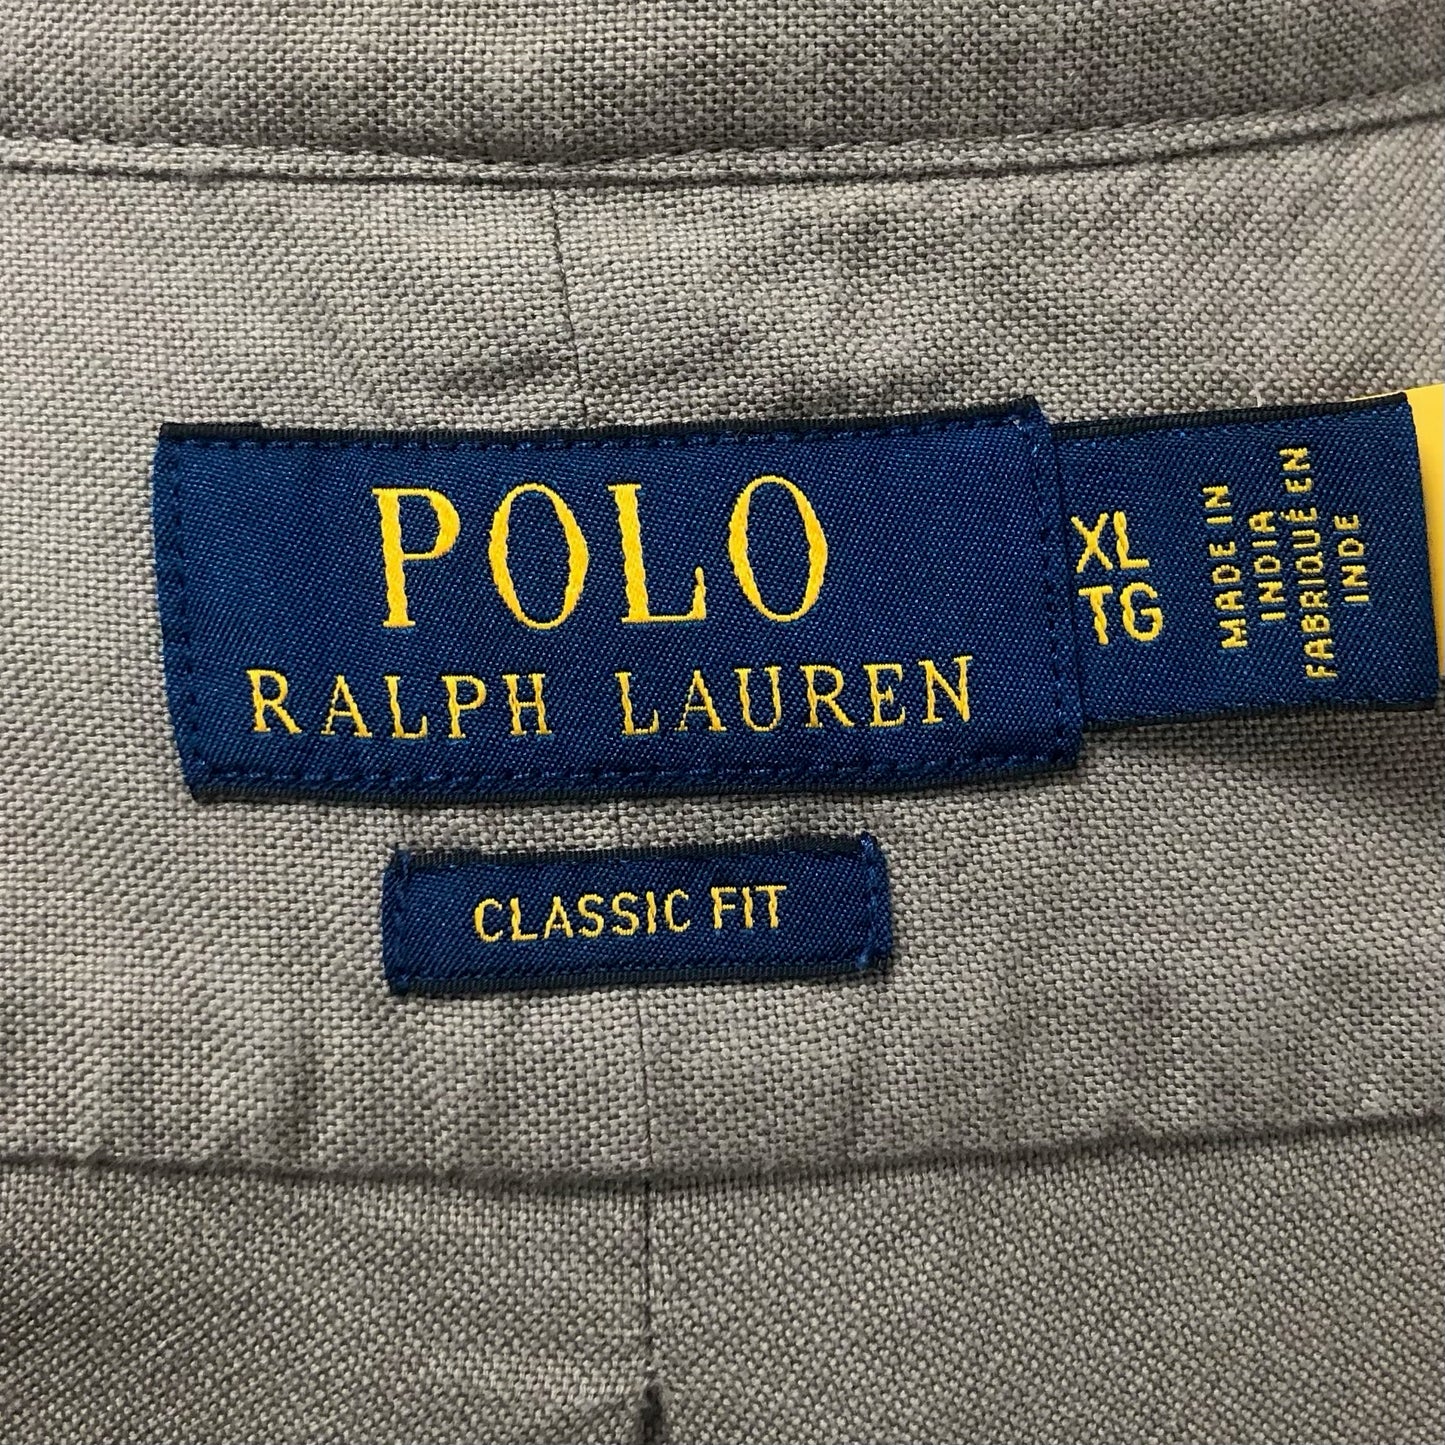 POLO
RALPH LAUREN
XL
TG
MADE IN
INDIA
FABRIQUÉ EN
INDE
CLASSIC FIT